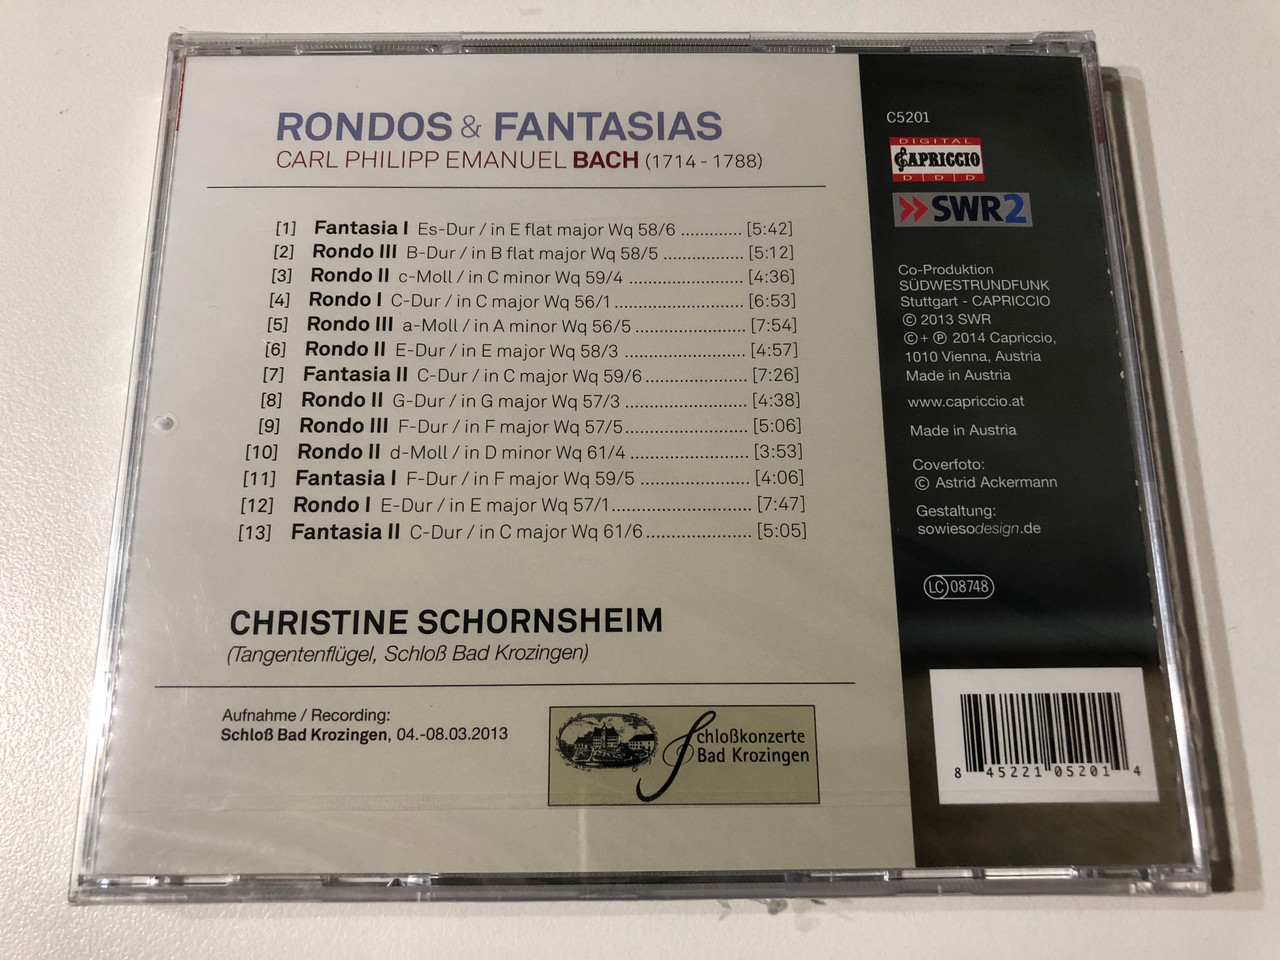 RONDOS & FANTASIAS
CARL PHILIPP EMANUEL BACH (1714 - 1788)
[1] Fantasia I Es-Dur / in E flat major Wq 58/6 ............. [5:42]
[2] Rondo III B-Dur / in B flat major Wq 58/5 ................. [5:12]
[3] Rondo II c-Moll / in C minor Wq 59/4 ........................ [4:36]
[4] Rondo I C-Dur / in C major Wq 56/1 .......................... [6:53]
[5] Rondo III a-Moll / in A minor Wq 56/5 ....................... [7:54]
[6] Rondo II E-Dur / in E major Wq 58/3 ......................... [4:57]
[7] Fantasia II C-Dur / in C major Wq 59/6 ..................... [7:26]
[8] Rondo II G-Dur / in G major Wq 57/3 ......................... [4:38]
[9] Rondo III F-Dur / in F major Wq 57/5 ......................... [5:06]
[10] Rondo II d-Moll / in D minor Wq 61/4 ........................ [3:53]
[11] Fantasia I F-Dur / in F major Wq 59/5 ....................... [4:06]
[12] Rondo I E-Dur / in E major Wq 57/1 ............................ [7:47]
[13] Fantasia II C-Dur / in C major Wq 61/6 ..................... [5:05]
CHRISTINE SCHORNSHEIM
(Tangentenflügel, Schloß Bad Krozingen)
Aufnahme / Recording:
Schloß Bad Krozingen, 04.-08.03.2013
Schloßkonzerte
Bad Krozingen
C5201
DIGITAL
CAPRICCIO
D | D | D
SWR2
Co-Produktion
SÜDWESTRUNDFUNK
Stuttgart - CAPRICCIO
© 2013 SWR
© + ℗ 2014 Capriccio,
1010 Vienna, Austria
Made in Austria
www.capriccio.at
Made in Austria
Coverfoto:
© Astrid Ackermann
Gestaltung:
sowiesodesign.de
LC 08748
8 45221 05201 4